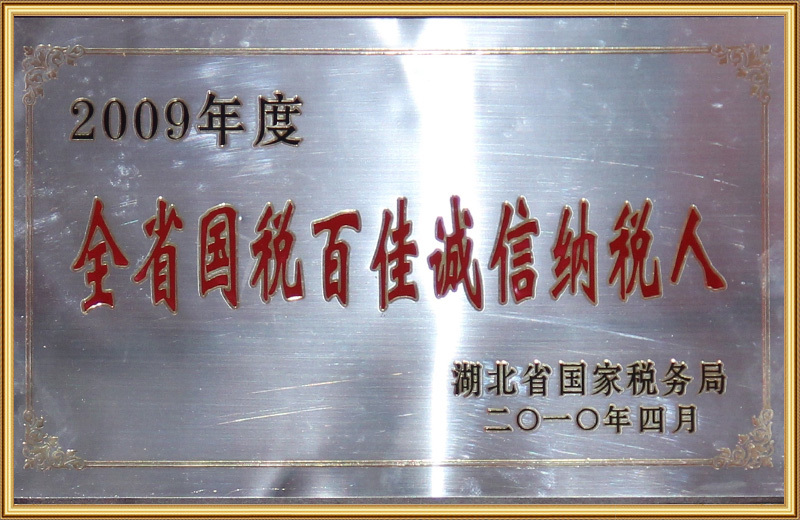 2009年度
全省国税百佳诚信纳税人
湖北省国家税务局
二〇一〇年四月